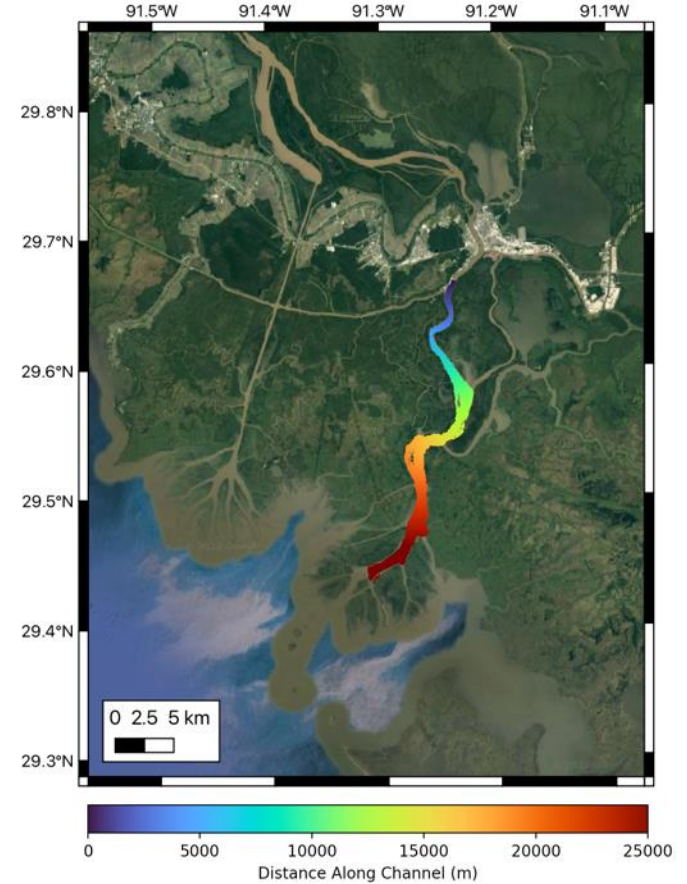 91.5°W 91.4°W 91.3°W 91.2°W 91.1°W
29.8°N
29.7°N
29.6°N
29.5°N
29.4°N
29.3°N
0 2.5 5 km
0 5000 10000 15000 20000 25000
Distance Along Channel (m)